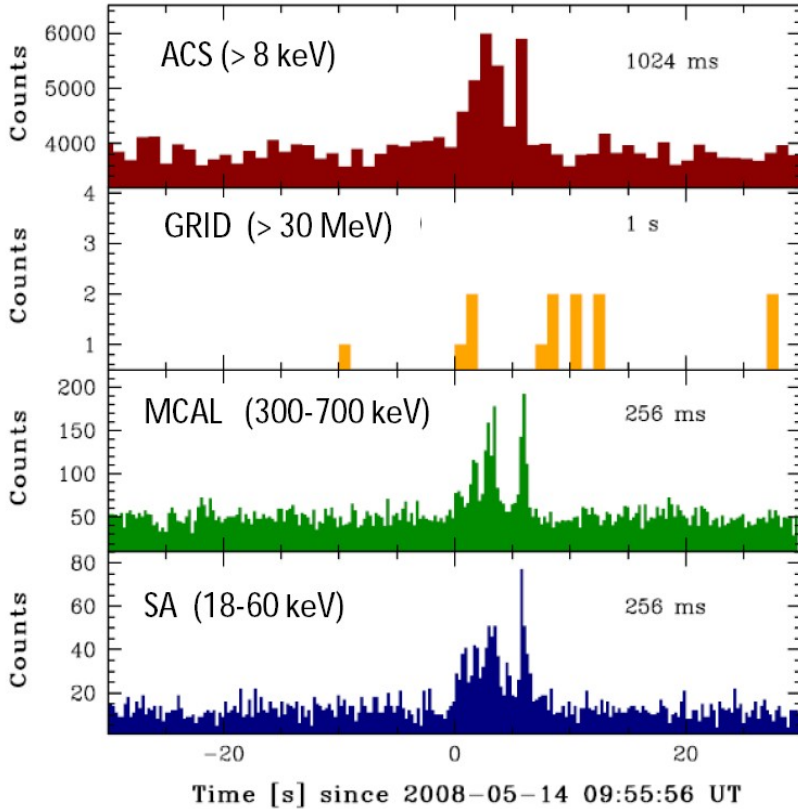 6000
5000
4000
Counts
ACS (> 8 keV)
1024 ms
4
3
2
1
Counts
GRID (> 30 MeV)
1 s
200
150
100
50
Counts
MCAL (300-700 keV)
256 ms
80
60
40
20
Counts
SA (18-60 keV)
256 ms
−20 0 20
Time [s] since 2008−05−14 09:55:56 UT